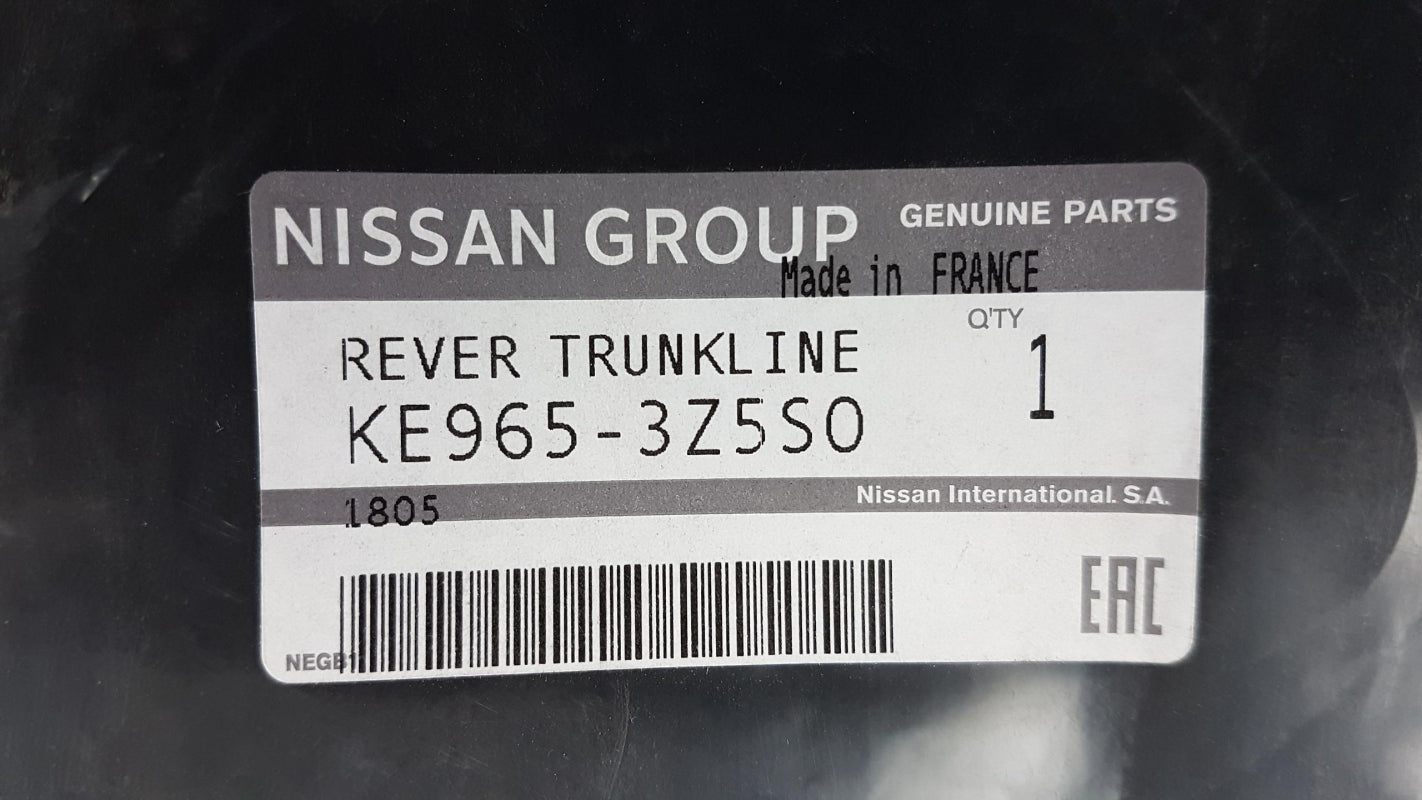 NISSAN GROUP
GENUINE PARTS
Made in FRANCE
Q'TY
REVER TRUNKLINE
1
KE965-3Z5S0
Nissan International. S.A.
1805
EAC
NEGB1